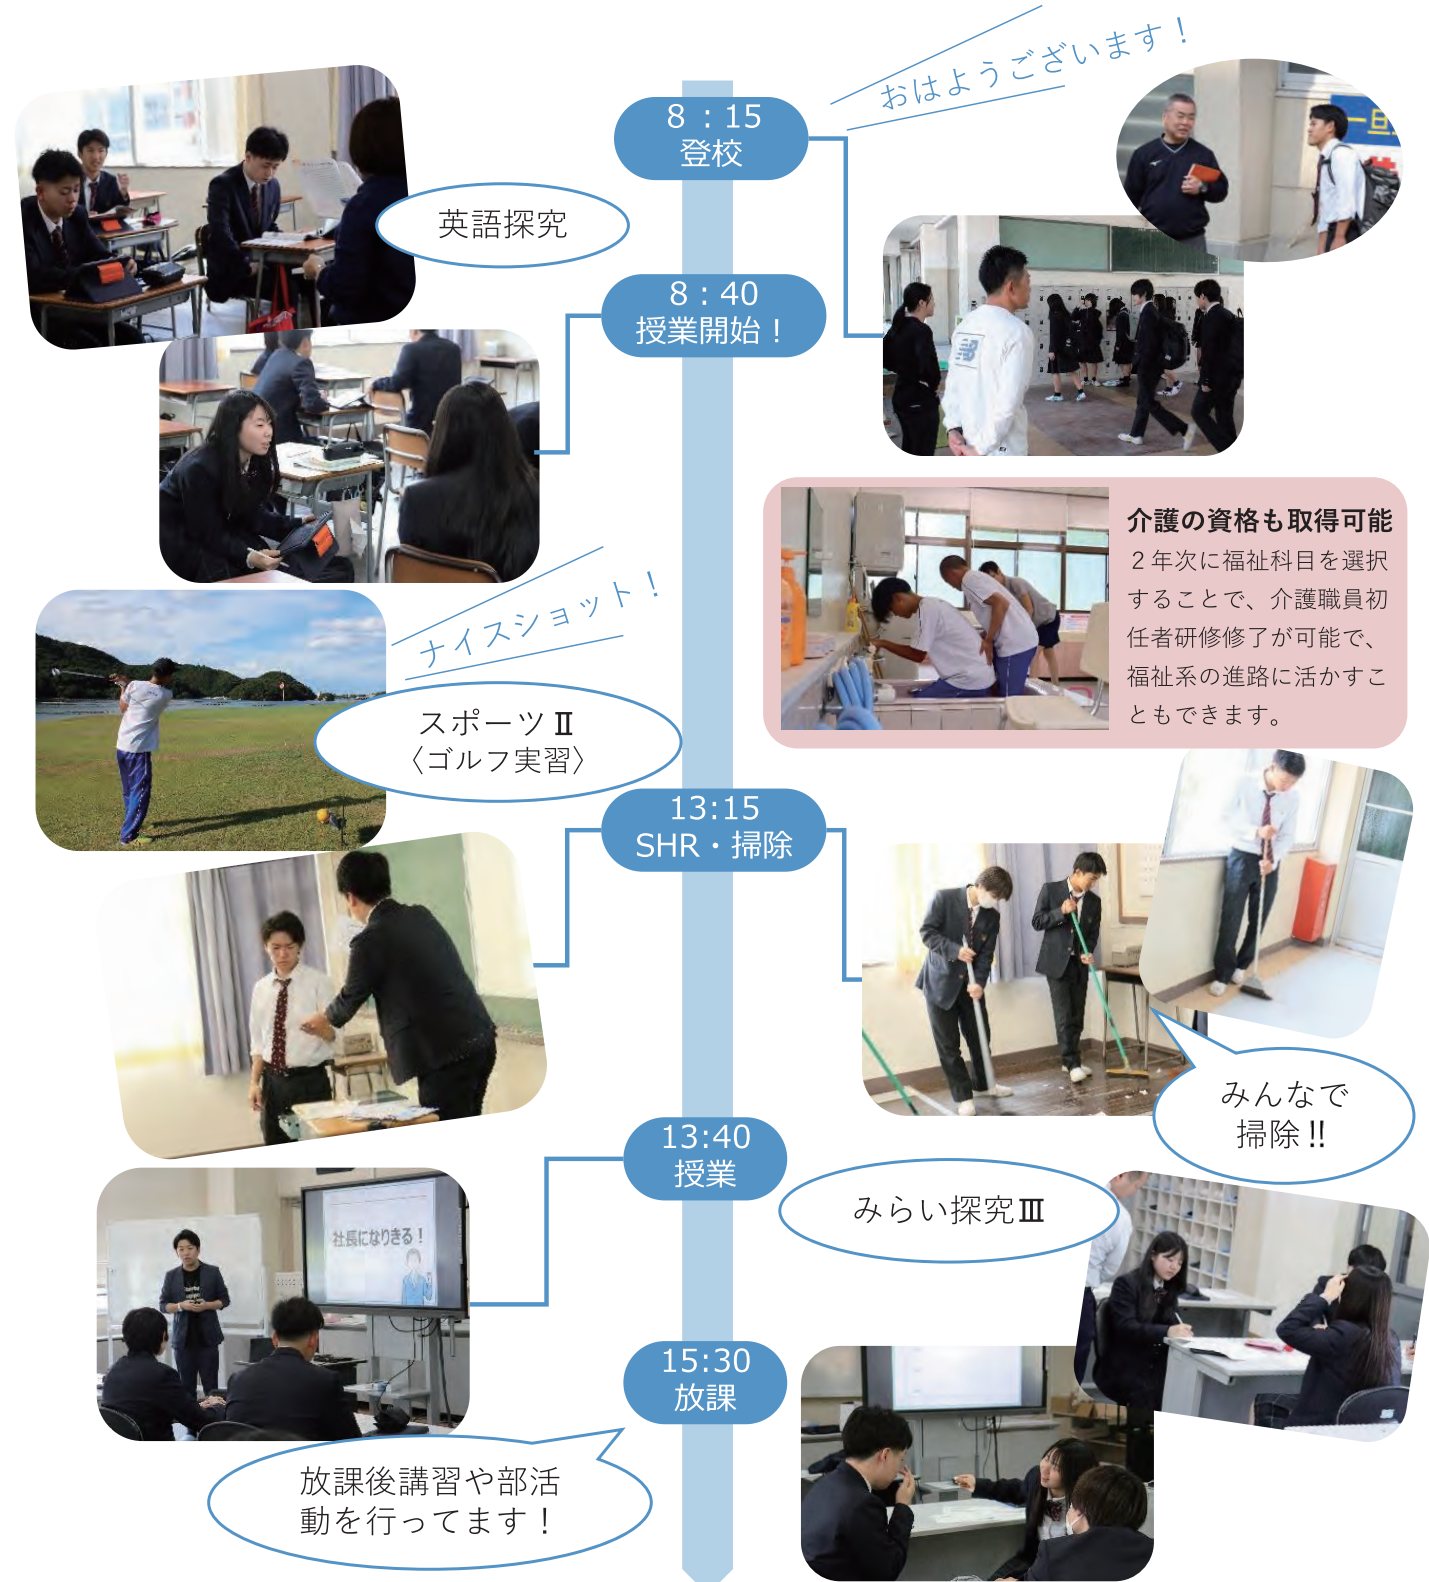 おはようございます！
8：15
登校
一旦
英語探究
8：40
授業開始！
介護の資格も取得可能
２年次に福祉科目を選択
することで、介護職員初
任者研修修了が可能で、
福祉系の進路に活かすこ
ともできます。
ナイスショット！
スポーツⅡ
〈ゴルフ実習〉
13:15
SHR・掃除
みんなで
掃除‼
13:40
授業
みらい探究Ⅲ
社長になりきる！
15:30
放課
放課後講習や部活
動を行ってます！